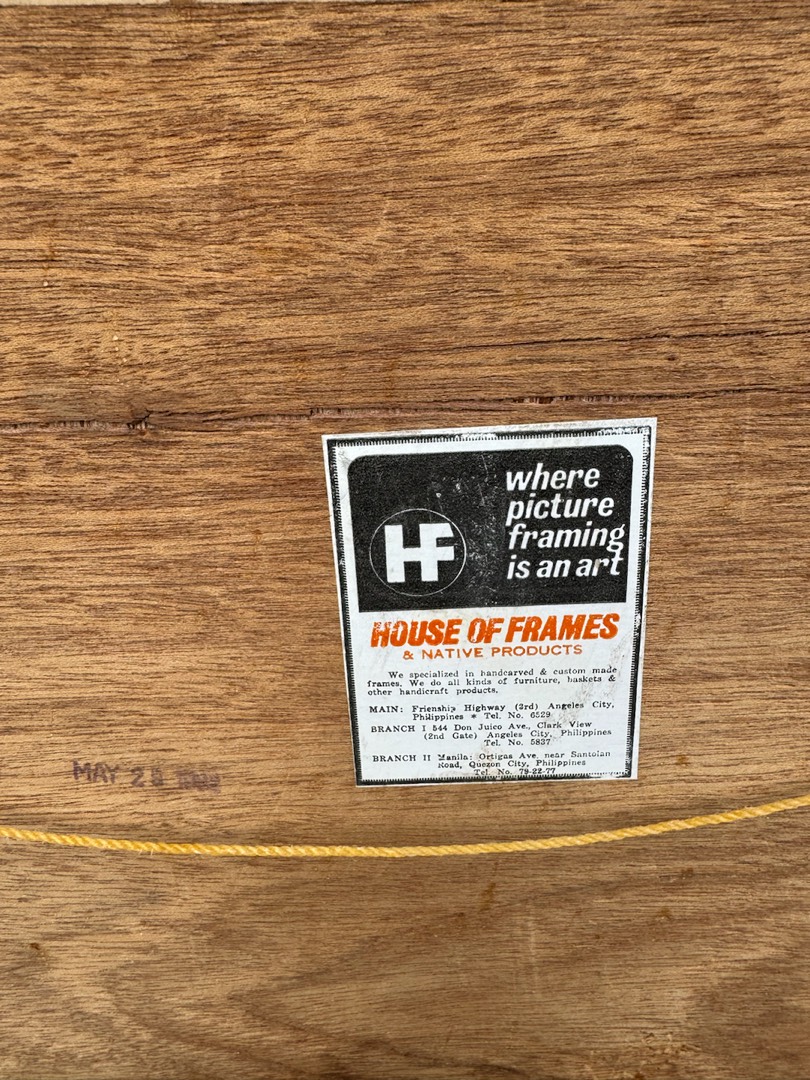 where
picture
framing
is an art
HF
HOUSE OF FRAMES
& NATIVE PRODUCTS
We specialized in handcarved & custom made
frames. We do all kinds of furniture, baskets &
other handicraft products.
MAIN: Frienship Highway (3rd) Angeles City,
Philippines * Tel. No. 6529
BRANCH I 544 Don Juico Ave., Clark View
(2nd Gate) Angeles City, Philippines
Tel. No. 5837
BRANCH II Manila: Ortigas Ave. near Santolan
Road, Quezon City, Philippines
Tel. No. 79-22-77
MAY 2